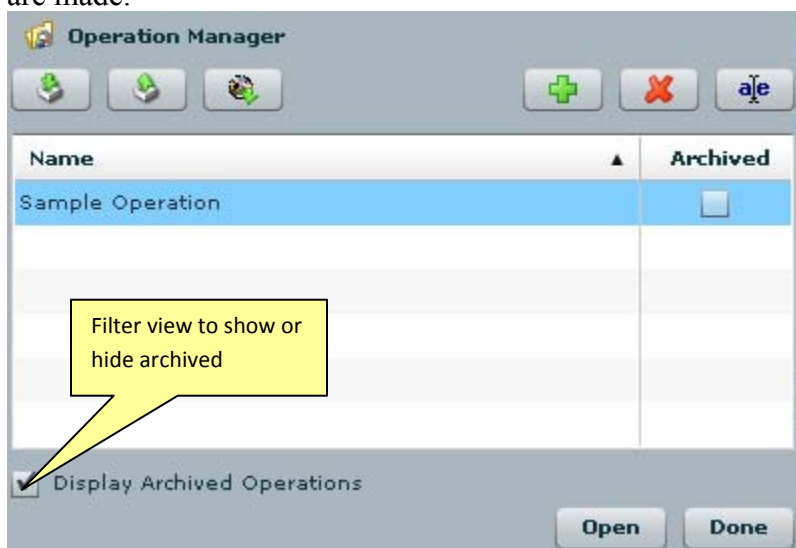 are made.
Operation Manager
a|e
Name ▲ Archived
Sample Operation
Filter view to show or
hide archived
Display Archived Operations
Open Done